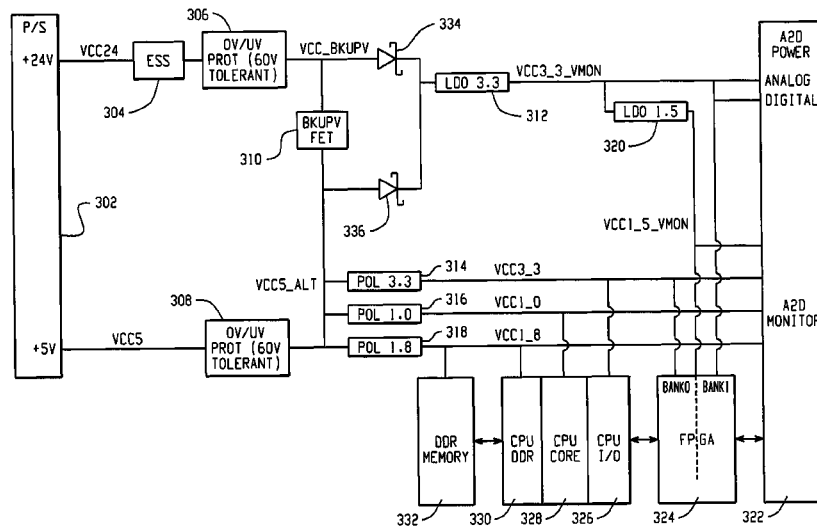 P/S
+24V
VCC24
ESS
304
306
OV/UV
PROT (60V
TOLERANT)
VCC_BKUPV
334
LDO 3.3
312
VCC3_3_VMON
A2D
POWER
ANALOG
DIGITAL
LDO 1.5
320
BKUPV
FET
310
302
336
VCC1_5_VMON
VCC5_ALT
POL 3.3
314
VCC3_3
POL 1.0
316
VCC1_0
POL 1.8
318
VCC1_8
A2D
MONITOR
308
+5V
VCC5
OV/UV
PROT (60V
TOLERANT)
BANK0
BANK1
DDR
MEMORY
CPU
DDR
CPU
CORE
CPU
I/O
FPGA
332
330
328
326
324
322